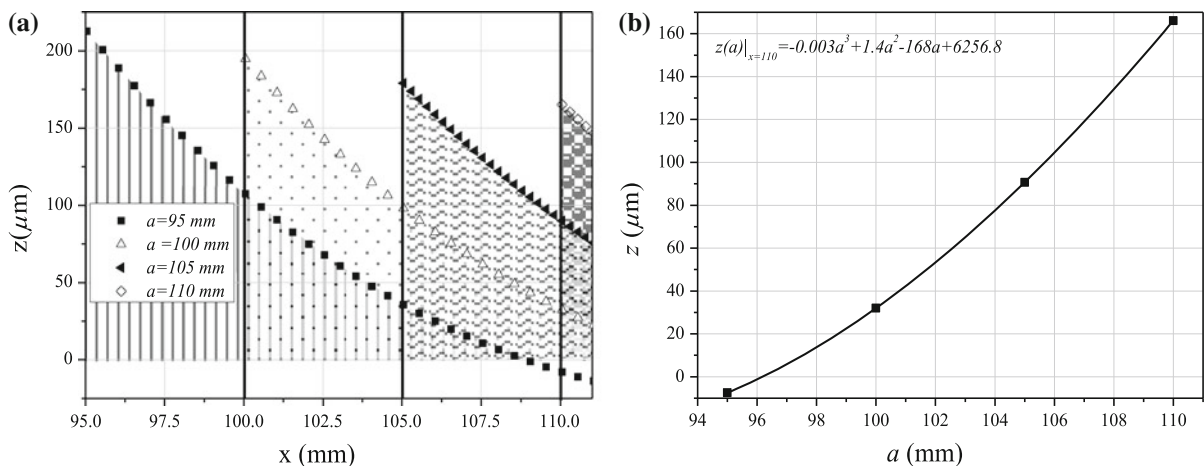 (a)
200
150
100
50
0
z(μm)
a=95 mm
a =100 mm
a=105 mm
a=110 mm
95.0 97.5 100.0 102.5 105.0 107.5 110.0
x (mm)
(b)
160
140
120
100
80
60
40
20
0
z (μm)
z(a)|x=110=-0.003a³+1.4a²-168a+6256.8
94 96 98 100 102 104 106 108 110
a (mm)